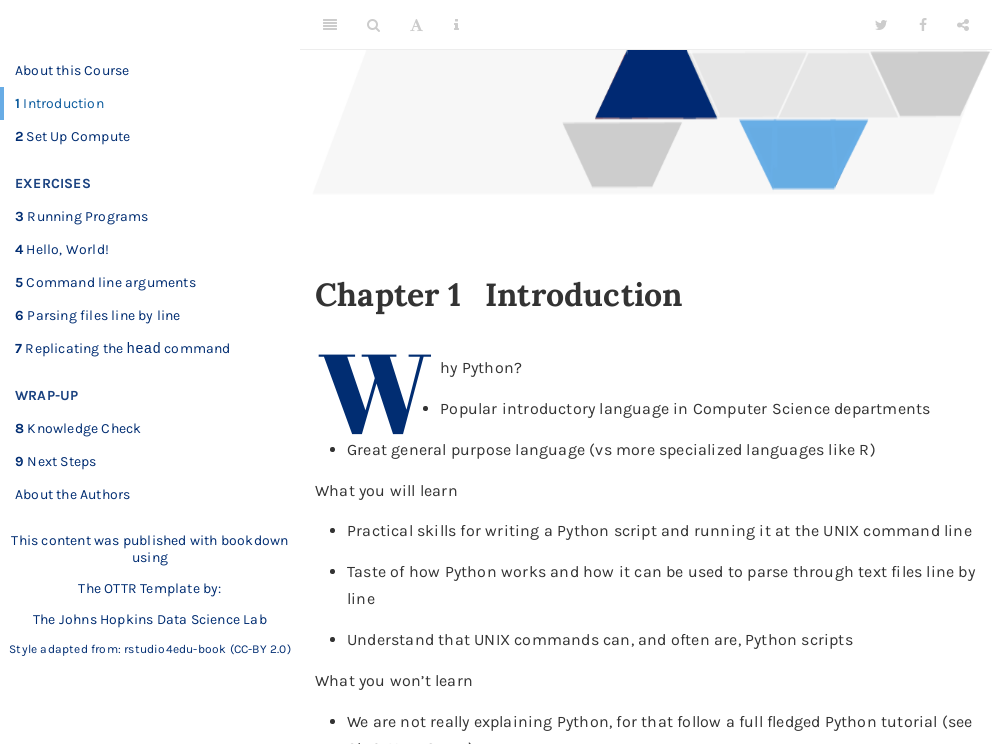 About this Course
1 Introduction
2 Set Up Compute
EXERCISES
3 Running Programs
4 Hello, World!
5 Command line arguments
6 Parsing files line by line
7 Replicating the head command
WRAP-UP
8 Knowledge Check
9 Next Steps
About the Authors
This content was published with bookdown
using
The OTTR Template by:
The Johns Hopkins Data Science Lab
Style adapted from: rstudio4edu-book (CC-BY 2.0)
Chapter 1 Introduction
Why Python?
• Popular introductory language in Computer Science departments
• Great general purpose language (vs more specialized languages like R)
What you will learn
• Practical skills for writing a Python script and running it at the UNIX command line
• Taste of how Python works and how it can be used to parse through text files line by
line
• Understand that UNIX commands can, and often are, Python scripts
What you won’t learn
• We are not really explaining Python, for that follow a full fledged Python tutorial (see